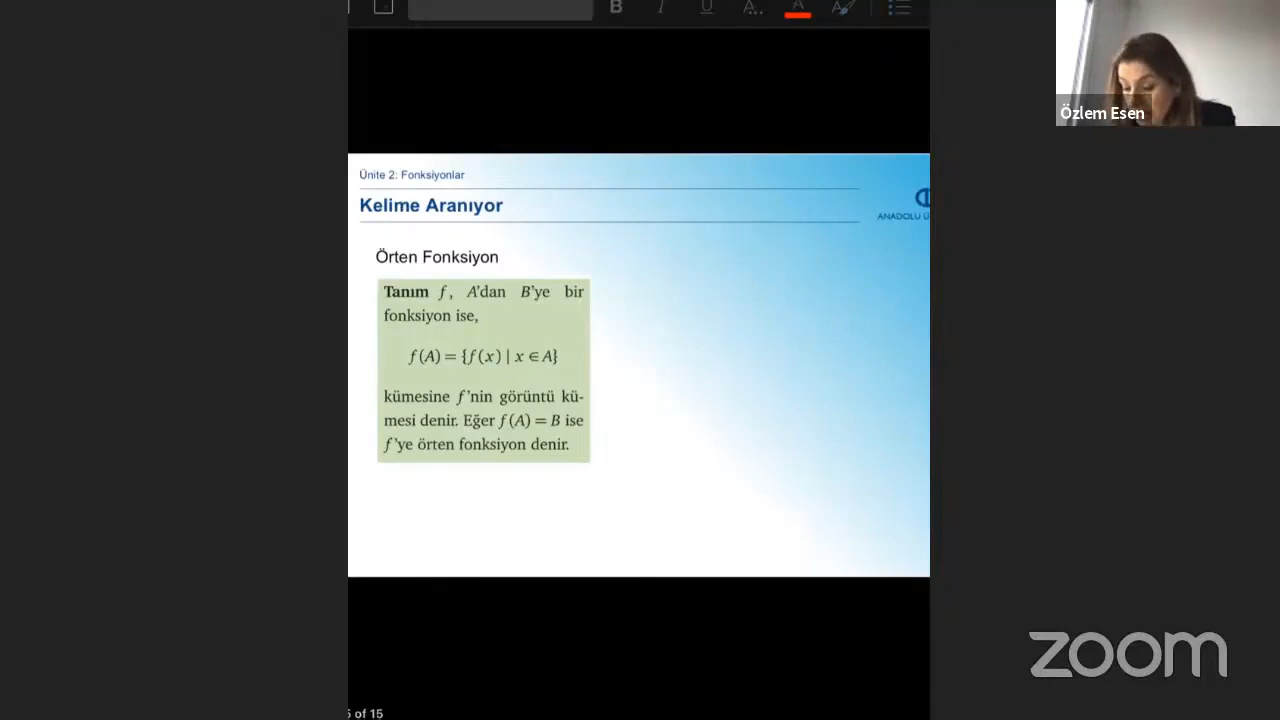 B I U A... A A
Özlem Esen
Ünite 2: Fonksiyonlar
Kelime Aranıyor
ANADOLU Ü
Örten Fonksiyon
Tanım f, A'dan B'ye bir
fonksiyon ise,
f(A) = {f(x) | x ∈ A}
kümesine f'nin görüntü kü-
mesi denir. Eğer f(A) = B ise
f'ye örten fonksiyon denir.
zoom
of 15